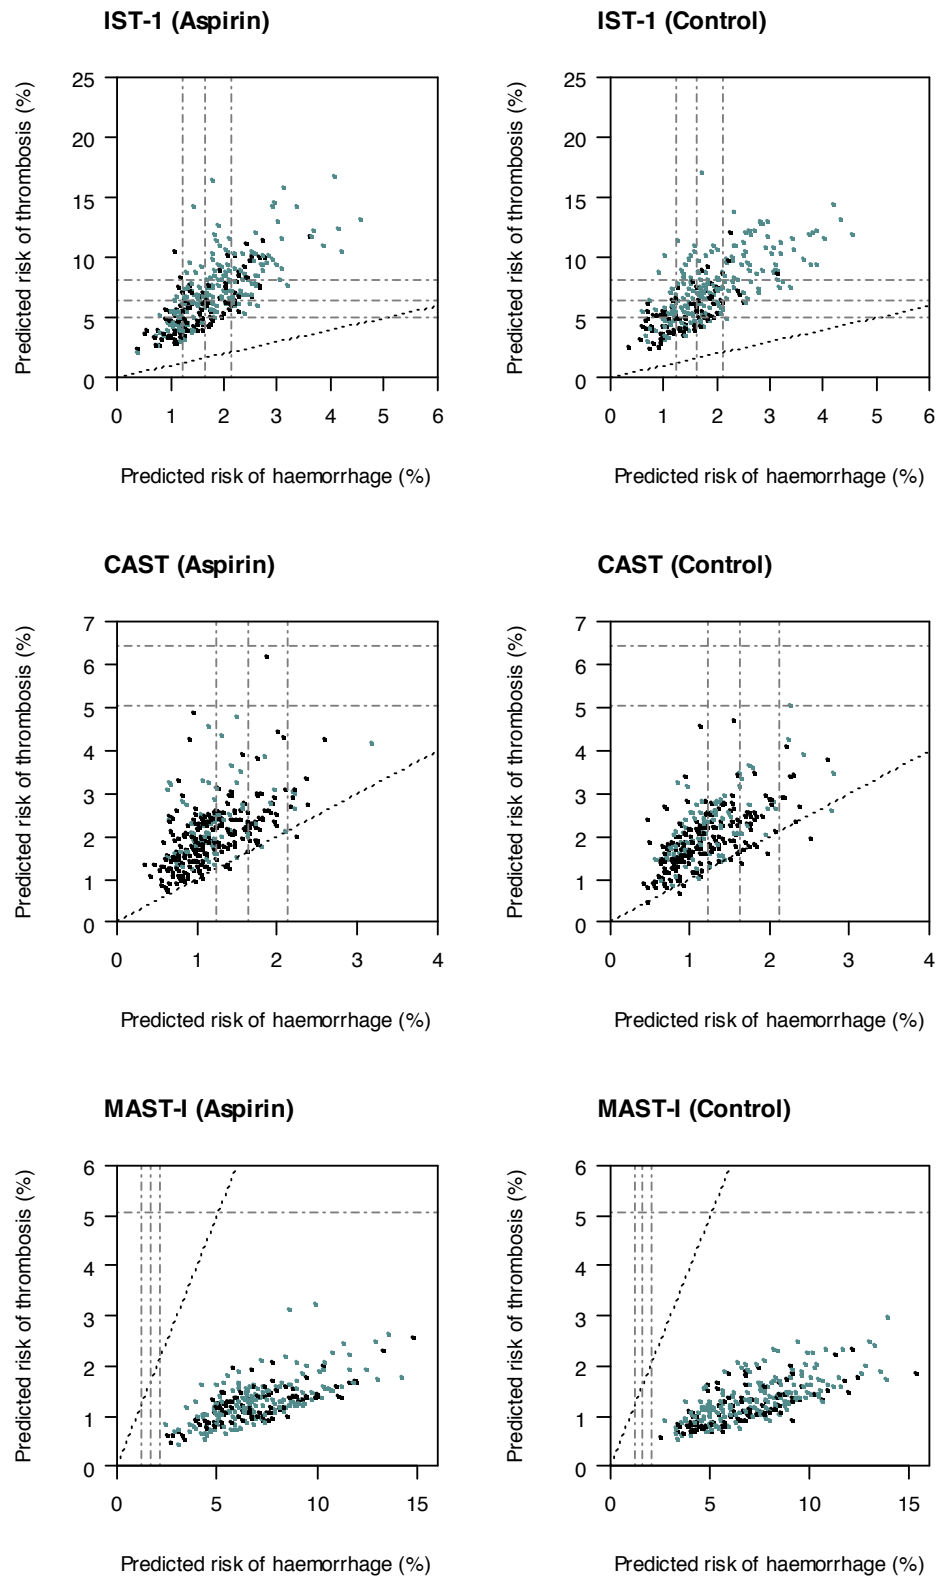 IST-1 (Aspirin)
IST-1 (Control)
Predicted risk of thrombosis (%)
25
20
15
10
5
0
0 1 2 3 4 5 6
Predicted risk of haemorrhage (%)
Predicted risk of thrombosis (%)
25
20
15
10
5
0
0 1 2 3 4 5 6
Predicted risk of haemorrhage (%)
CAST (Aspirin)
CAST (Control)
Predicted risk of thrombosis (%)
7
6
5
4
3
2
1
0
0 1 2 3 4
Predicted risk of haemorrhage (%)
Predicted risk of thrombosis (%)
7
6
5
4
3
2
1
0
0 1 2 3 4
Predicted risk of haemorrhage (%)
MAST-I (Aspirin)
MAST-I (Control)
Predicted risk of thrombosis (%)
6
5
4
3
2
1
0
0 5 10 15
Predicted risk of haemorrhage (%)
Predicted risk of thrombosis (%)
6
5
4
3
2
1
0
0 5 10 15
Predicted risk of haemorrhage (%)